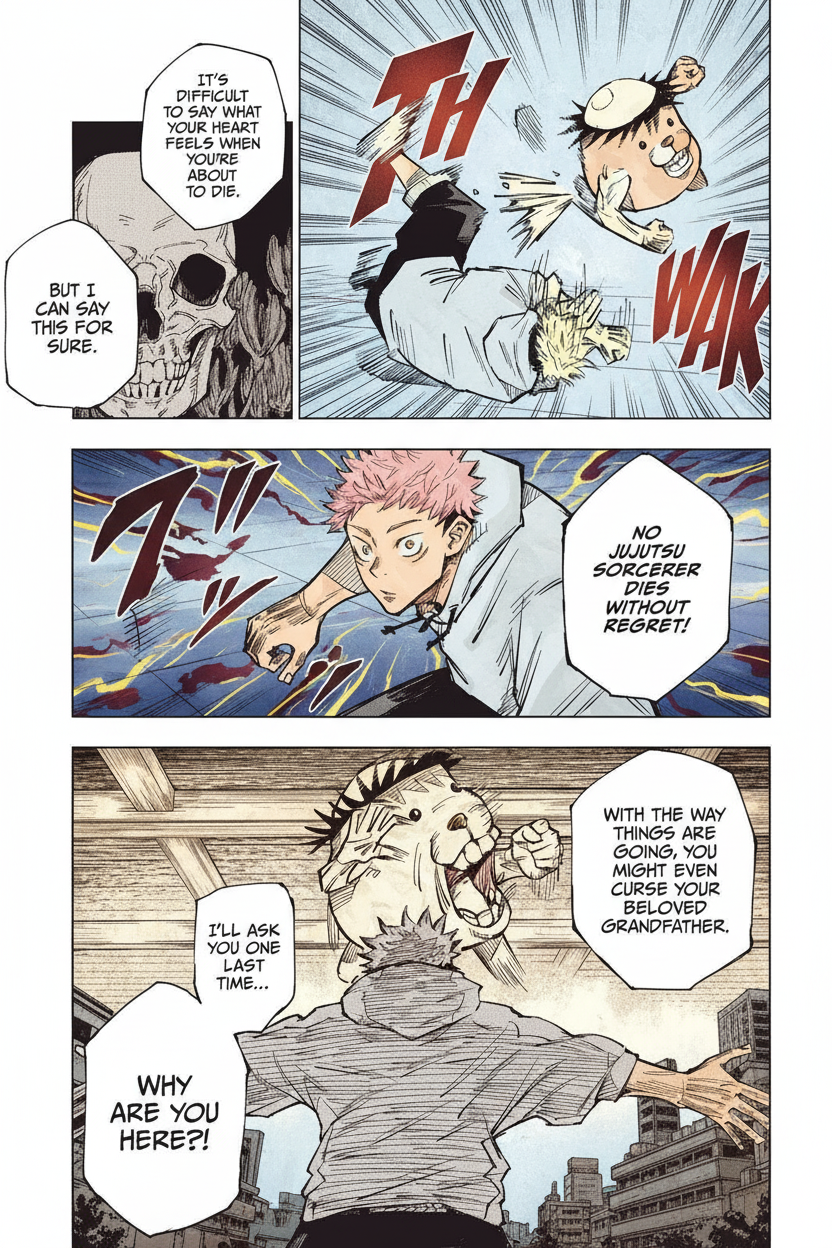 TH
WAK
IT'S
DIFFICULT
TO SAY WHAT
YOUR HEART
FEELS WHEN
YOU'RE
ABOUT
TO DIE.
BUT I
CAN SAY
THIS FOR
SURE.
NO
JUJUTSU
SORCERER
DIES
WITHOUT
REGRET!
WITH THE WAY
THINGS ARE
GOING, YOU
MIGHT EVEN
CURSE YOUR
BELOVED
GRANDFATHER.
I'LL ASK
YOU ONE
LAST
TIME...
WHY
ARE YOU
HERE?!